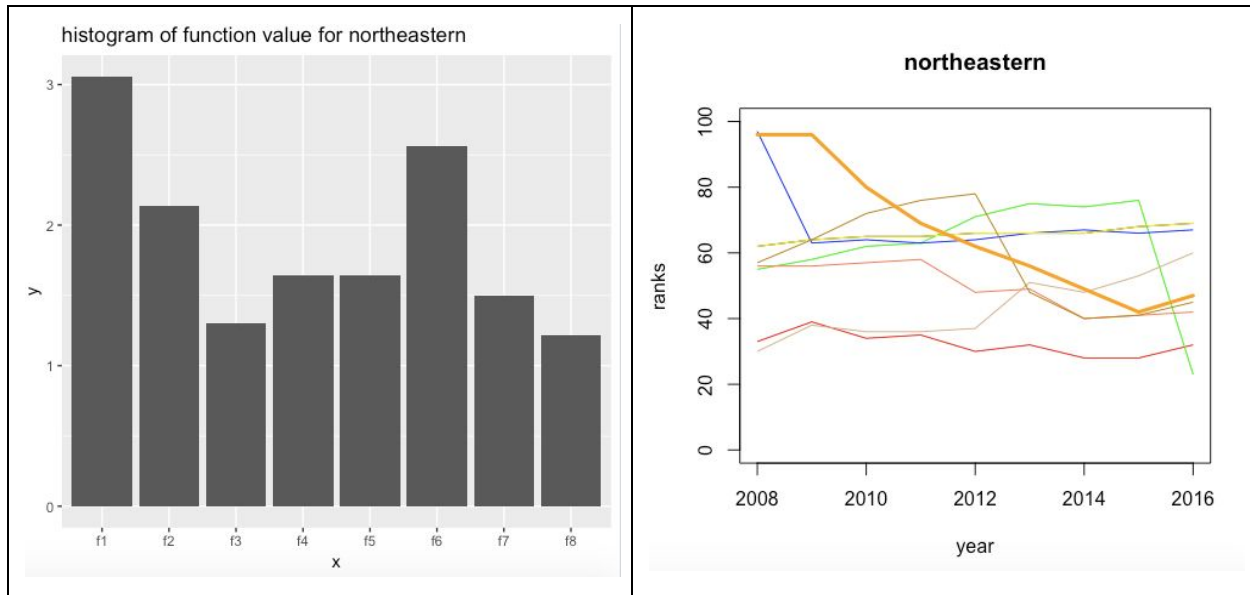 histogram of function value for northeastern
3
2
1
0
y
f1 f2 f3 f4 f5 f6 f7 f8
x
northeastern
100
80
60
40
20
0
ranks
2008 2010 2012 2014 2016
year